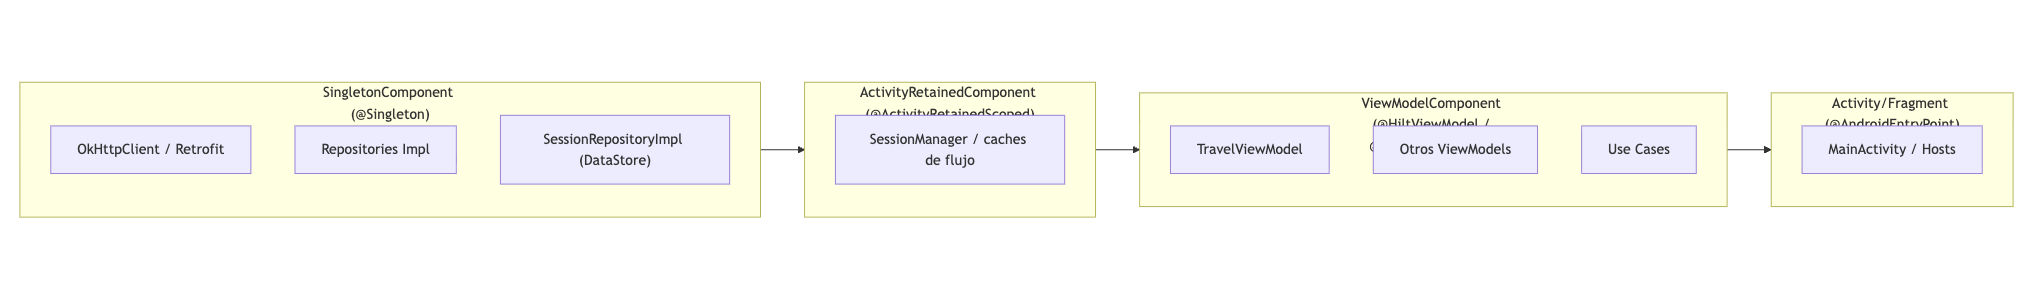 SingletonComponent
(@Singleton)
OkHttpClient / Retrofit
Repositories Impl
SessionRepositoryImpl
(DataStore)
ActivityRetainedComponent
(@ActivityRetainedScoped)
SessionManager / caches
de flujo
ViewModelComponent
(@HiltViewModel /
TravelViewModel
Otros ViewModels
Use Cases
Activity/Fragment
(@AndroidEntryPoint)
MainActivity / Hosts